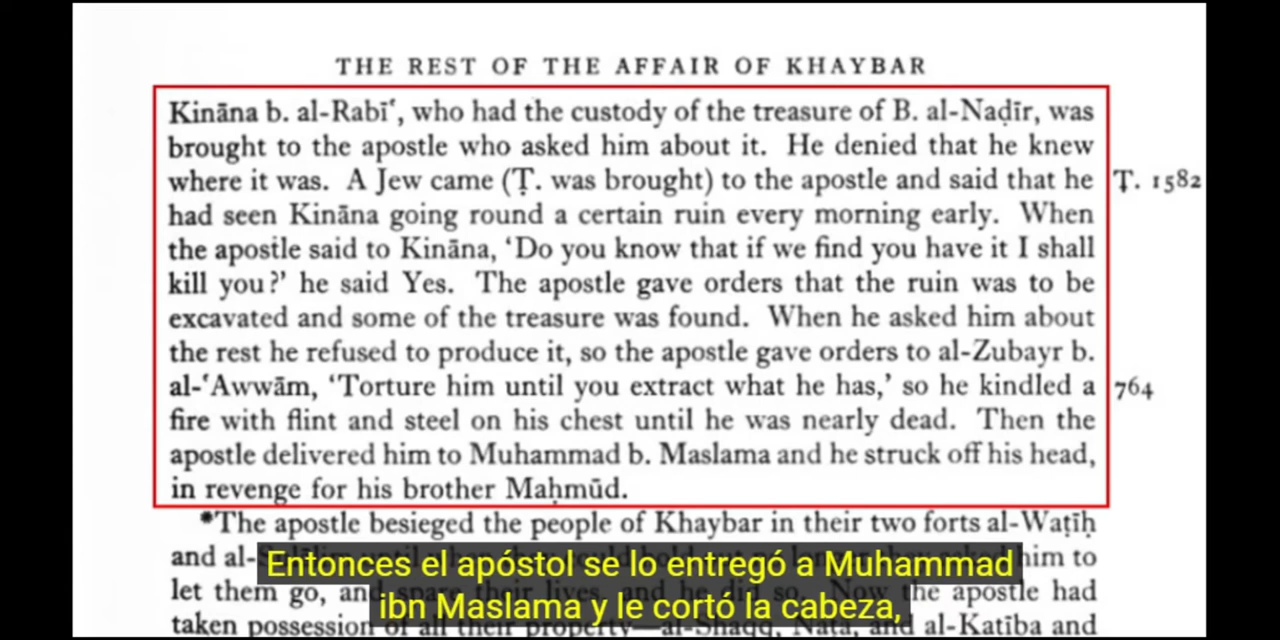 THE REST OF THE AFFAIR OF KHAYBAR
Kināna b. al-Rabīʿ, who had the custody of the treasure of B. al-Naḍīr, was
brought to the apostle who asked him about it. He denied that he knew
where it was. A Jew came (Ṭ. was brought) to the apostle and said that he
Ṭ. 1582
had seen Kināna going round a certain ruin every morning early. When
the apostle said to Kināna, ‘Do you know that if we find you have it I shall
kill you?’ he said Yes. The apostle gave orders that the ruin was to be
excavated and some of the treasure was found. When he asked him about
the rest he refused to produce it, so the apostle gave orders to al-Zubayr b.
al-ʿAwwām, ‘Torture him until you extract what he has,’ so he kindled a
764
fire with flint and steel on his chest until he was nearly dead. Then the
apostle delivered him to Muhammad b. Maslama and he struck off his head,
in revenge for his brother Maḥmūd.
*The apostle besieged the people of Khaybar in their two forts al-Waṭīḥ
and al- him to
let them go, and spare their lives, and he did so. Now the apostle had
taken possession of all their property—al-Shaqq, Naṭā, and al-Katība and
Entonces el apóstol se lo entregó a Muhammad
ibn Maslama y le cortó la cabeza,